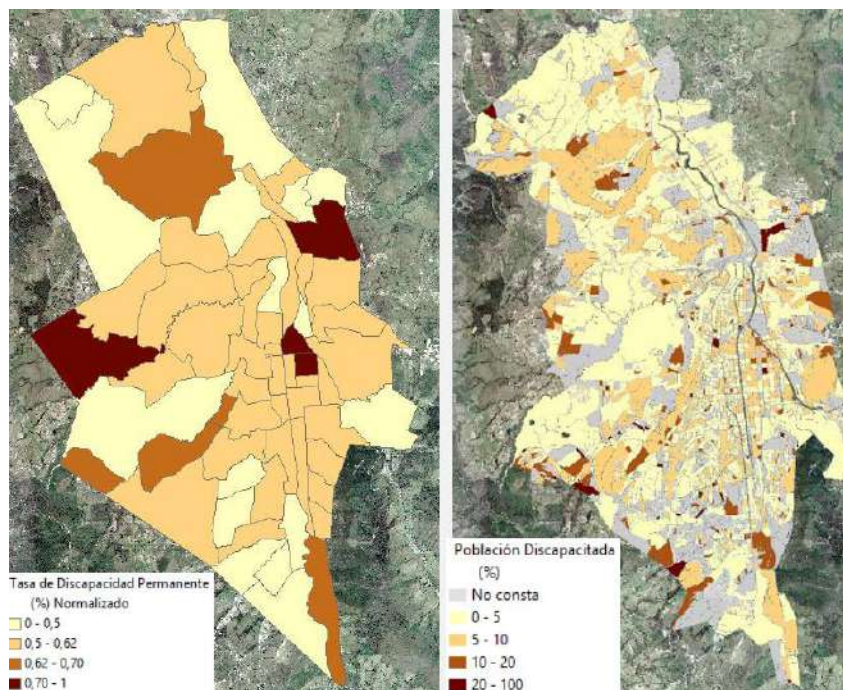 Tasa de Discapacidad Permanente
(%) Normalizado
0 - 0,5
0,5 - 0,62
0,62 - 0,70
0,70 - 1
Población Discapacitada
(%)
No consta
0 - 5
5 - 10
10 - 20
20 - 100